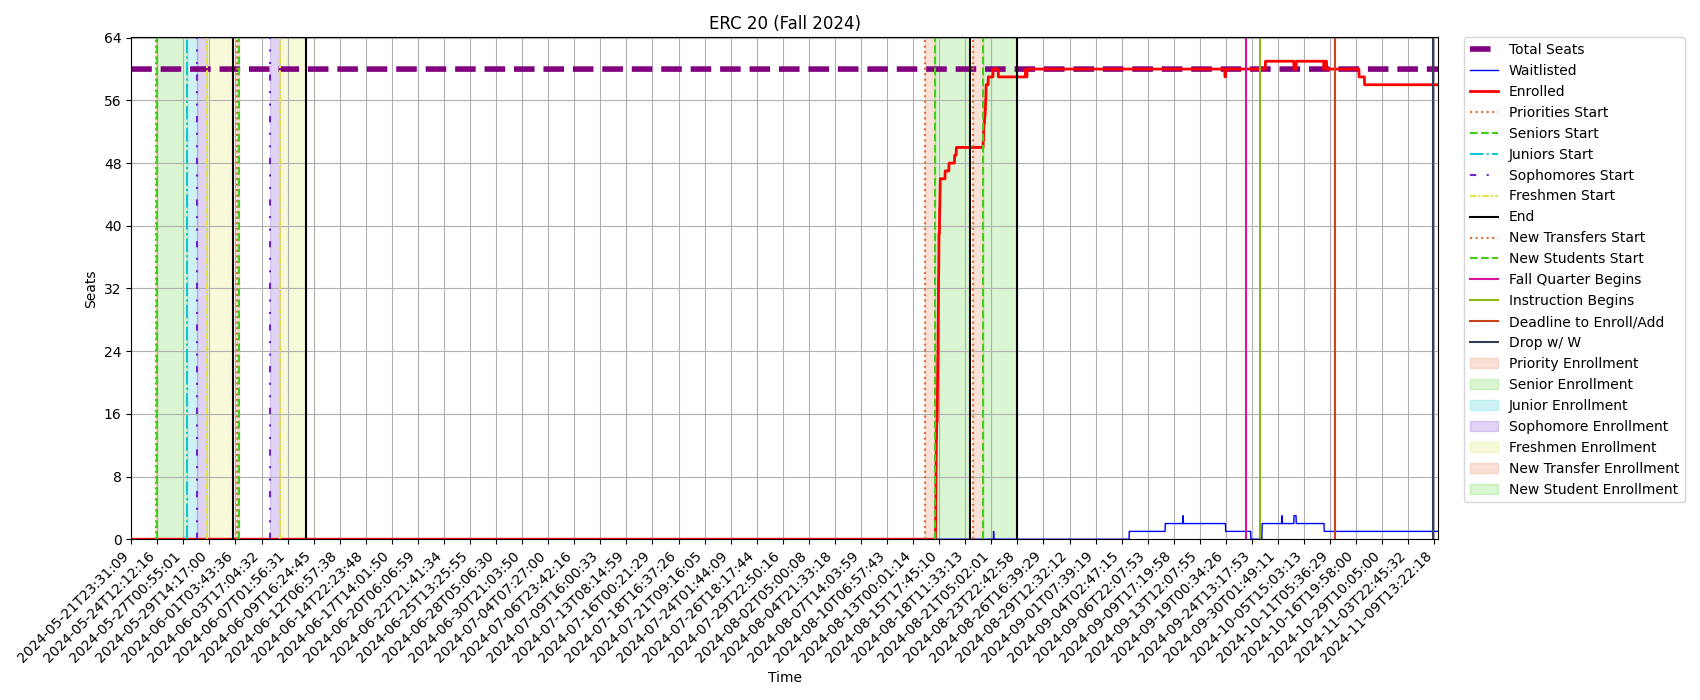 ERC 20 (Fall 2024)
64
56
48
40
32
24
16
8
0
Seats
2024-05-21T23:31:09
2024-05-24T12:12:16
2024-05-27T00:55:01
2024-05-29T14:17:00
2024-06-01T03:43:36
2024-06-03T17:04:32
2024-06-07T01:56:31
2024-06-09T16:24:45
2024-06-12T06:57:38
2024-06-14T22:23:48
2024-06-17T14:01:50
2024-06-20T06:06:59
2024-06-22T21:41:34
2024-06-25T13:25:55
2024-06-28T05:06:30
2024-06-30T21:03:50
2024-07-04T07:27:00
2024-07-06T23:42:16
2024-07-09T16:00:33
2024-07-13T08:14:59
2024-07-16T00:21:29
2024-07-18T16:37:26
2024-07-21T09:16:05
2024-07-24T01:44:09
2024-07-26T18:17:44
2024-07-29T22:50:16
2024-08-02T05:00:08
2024-08-04T21:33:18
2024-08-07T14:03:59
2024-08-10T06:57:43
2024-08-13T00:01:14
2024-08-15T17:45:10
2024-08-18T11:33:13
2024-08-21T05:02:01
2024-08-23T22:42:58
2024-08-26T16:39:29
2024-08-29T12:32:12
2024-09-01T07:39:19
2024-09-04T02:47:15
2024-09-06T22:07:53
2024-09-09T17:19:58
2024-09-13T12:07:55
2024-09-19T00:34:26
2024-09-24T13:17:53
2024-09-30T01:49:11
2024-10-05T15:03:13
2024-10-11T05:36:29
2024-10-16T19:58:00
2024-10-29T10:05:00
2024-11-03T22:45:32
2024-11-09T13:22:18
Time
Total Seats
Waitlisted
Enrolled
Priorities Start
Seniors Start
Juniors Start
Sophomores Start
Freshmen Start
End
New Transfers Start
New Students Start
Fall Quarter Begins
Instruction Begins
Deadline to Enroll/Add
Drop w/ W
Priority Enrollment
Senior Enrollment
Junior Enrollment
Sophomore Enrollment
Freshmen Enrollment
New Transfer Enrollment
New Student Enrollment